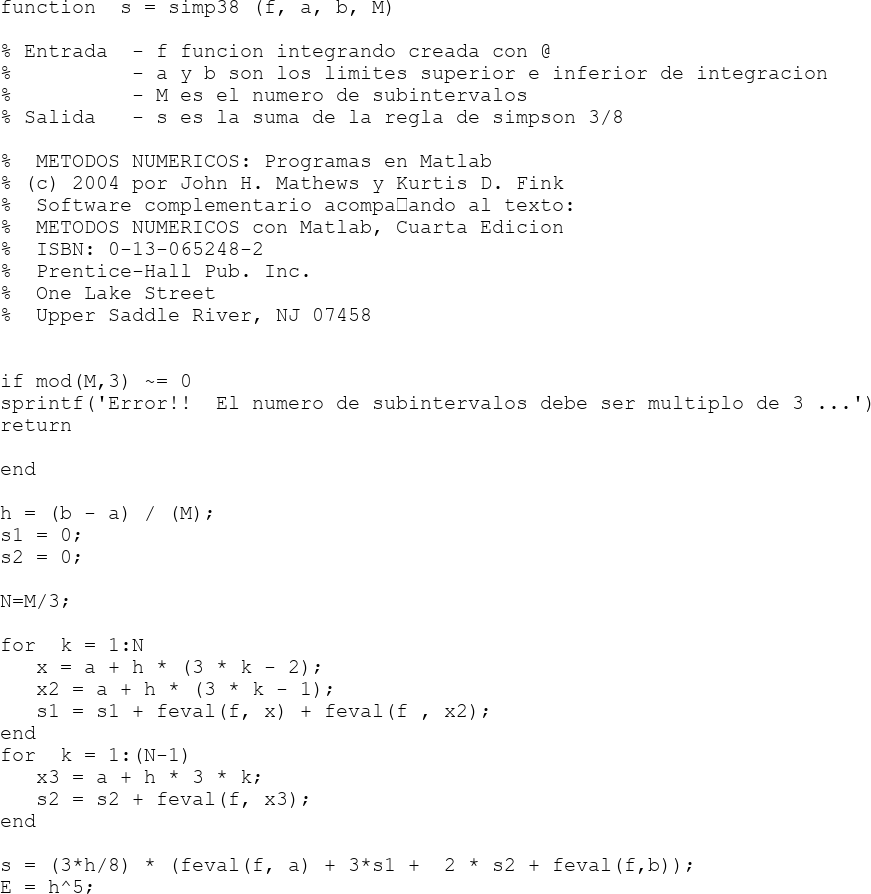 function  s = simp38 (f, a, b, M)
% Entrada  - f funcion integrando creada con @
%          - a y b son los limites superior e inferior de integracion
%          - M es el numero de subintervalos
% Salida   - s es la suma de la regla de simpson 3/8
%  METODOS NUMERICOS: Programas en Matlab
% (c) 2004 por John H. Mathews y Kurtis D. Fink
%  Software complementario acompa□ando al texto:
%  METODOS NUMERICOS con Matlab, Cuarta Edicion
%  ISBN: 0-13-065248-2
%  Prentice-Hall Pub. Inc.
%  One Lake Street
%  Upper Saddle River, NJ 07458
if mod(M,3) ~= 0
sprintf('Error!!  El numero de subintervalos debe ser multiplo de 3 ...')
return
end
h = (b - a) / (M);
s1 = 0;
s2 = 0;
N=M/3;
for  k = 1:N
   x = a + h * (3 * k - 2);
   x2 = a + h * (3 * k - 1);
   s1 = s1 + feval(f, x) + feval(f , x2);
end
for  k = 1:(N-1)
   x3 = a + h * 3 * k;
   s2 = s2 + feval(f, x3);
end
s = (3*h/8) * (feval(f, a) + 3*s1 +  2 * s2 + feval(f,b));
E = h^5;